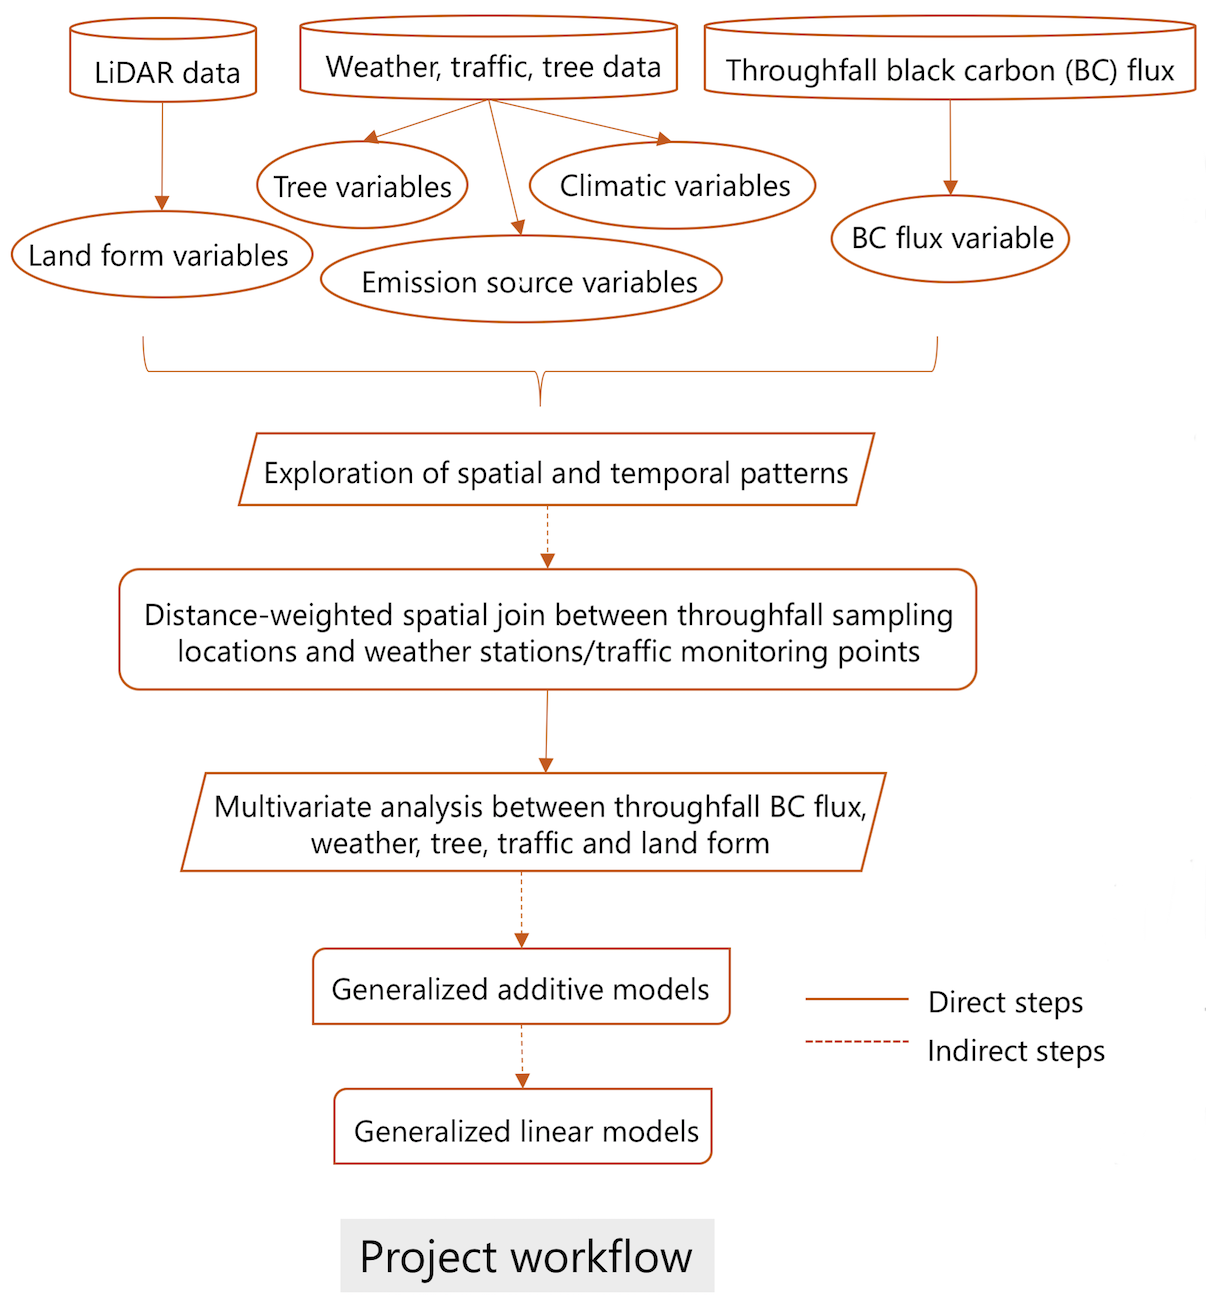 LiDAR data
Weather, traffic, tree data
Throughfall black carbon (BC) flux
Tree variables
Climatic variables
Land form variables
Emission source variables
BC flux variable
Exploration of spatial and temporal patterns
Distance-weighted spatial join between throughfall sampling
locations and weather stations/traffic monitoring points
Multivariate analysis between throughfall BC flux,
weather, tree, traffic and land form
Generalized additive models
Direct steps
Indirect steps
Generalized linear models
Project workflow